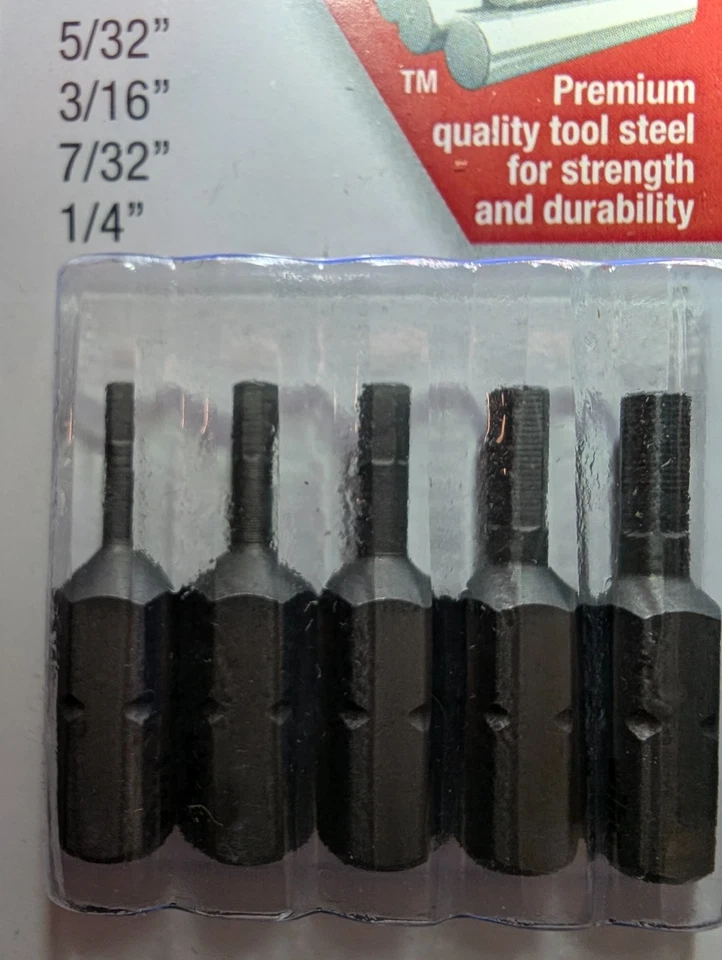 5/32”
3/16”
7/32”
1/4”
TM
Premium
quality tool steel
for strength
and durability